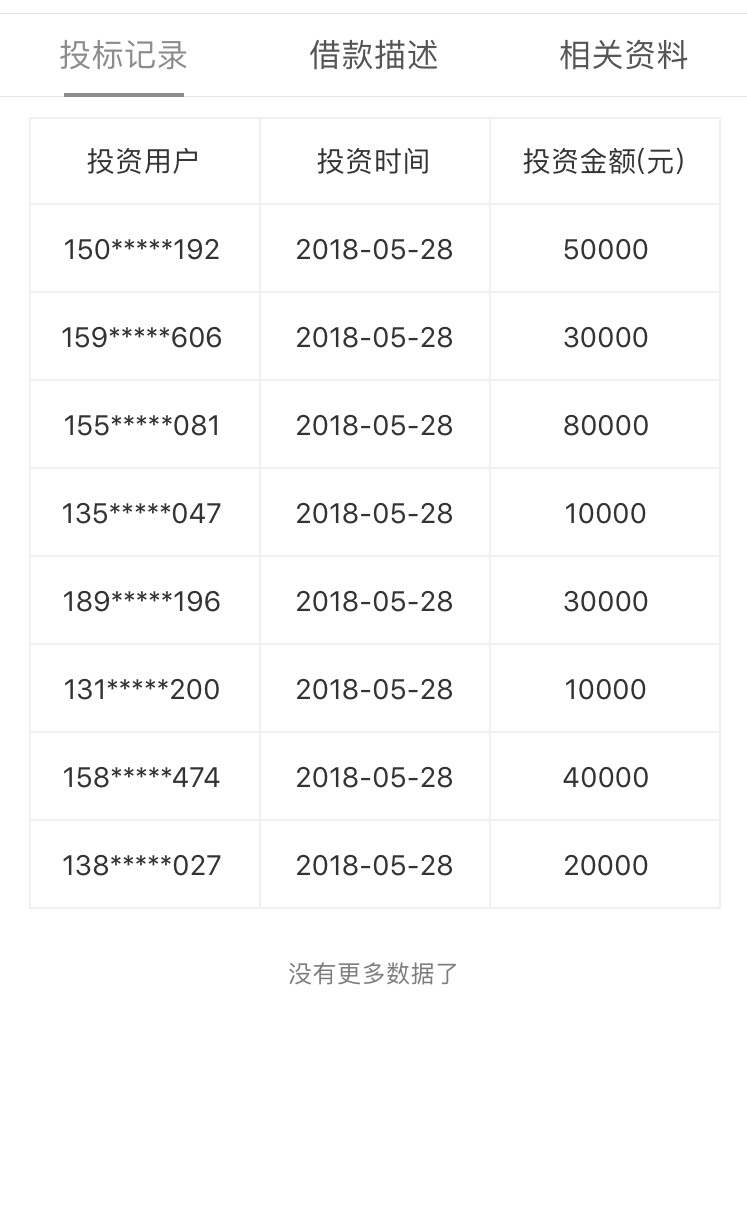 投标记录 借款描述 相关资料
投资用户 投资时间 投资金额(元)
150*****192 2018-05-28 50000
159*****606 2018-05-28 30000
155*****081 2018-05-28 80000
135*****047 2018-05-28 10000
189*****196 2018-05-28 30000
131*****200 2018-05-28 10000
158*****474 2018-05-28 40000
138*****027 2018-05-28 20000
没有更多数据了